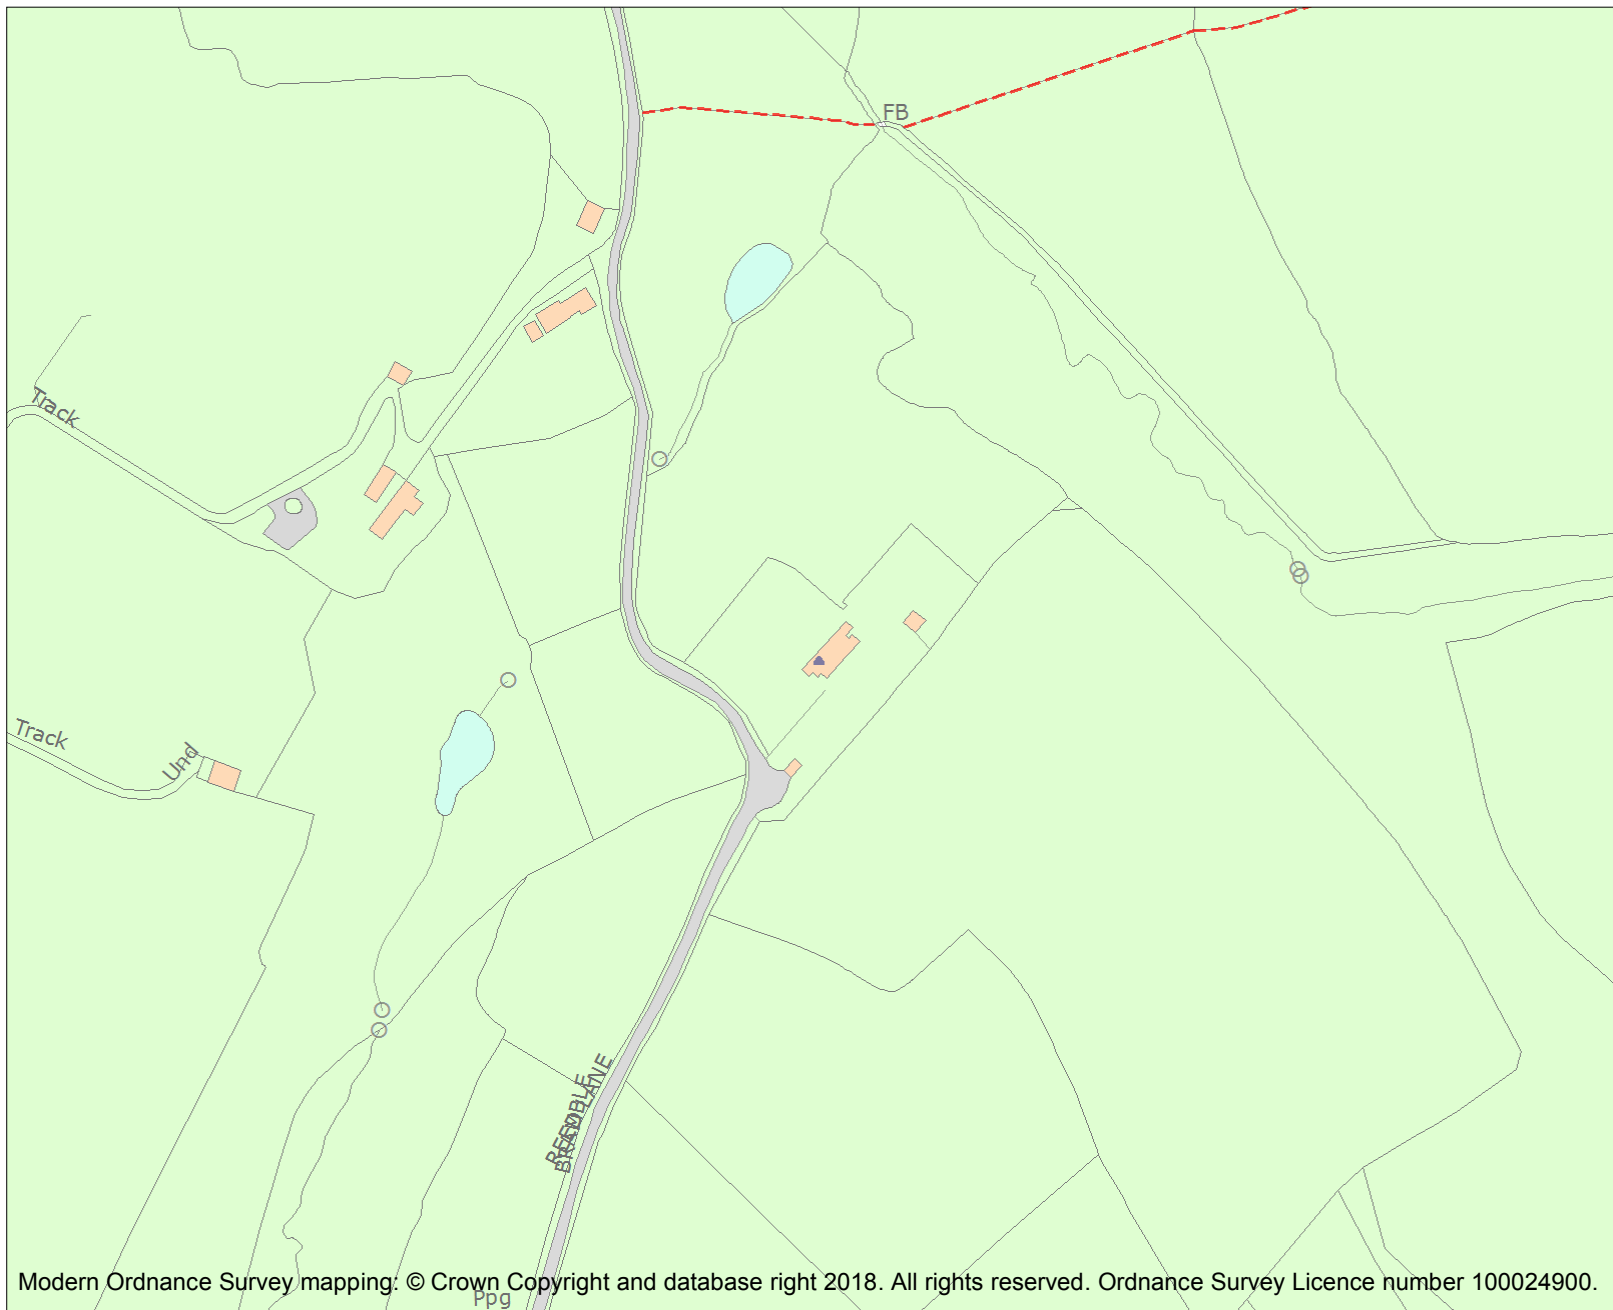 FB
Track
Track
Und
LANE
Ppg
Modern Ordnance Survey mapping: © Crown Copyright and database right 2018. All rights reserved. Ordnance Survey Licence number 100024900.